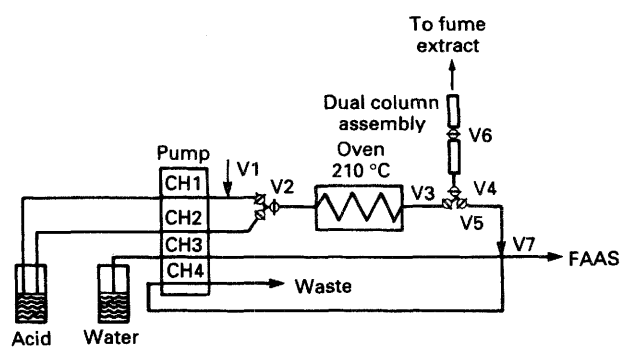 To fume
extract
Dual column
assembly
V6
Oven
210 °C
Pump
V1
CH1
V2
V3
V4
CH2
V5
CH3
V7
CH4
FAAS
Waste
Acid
Water